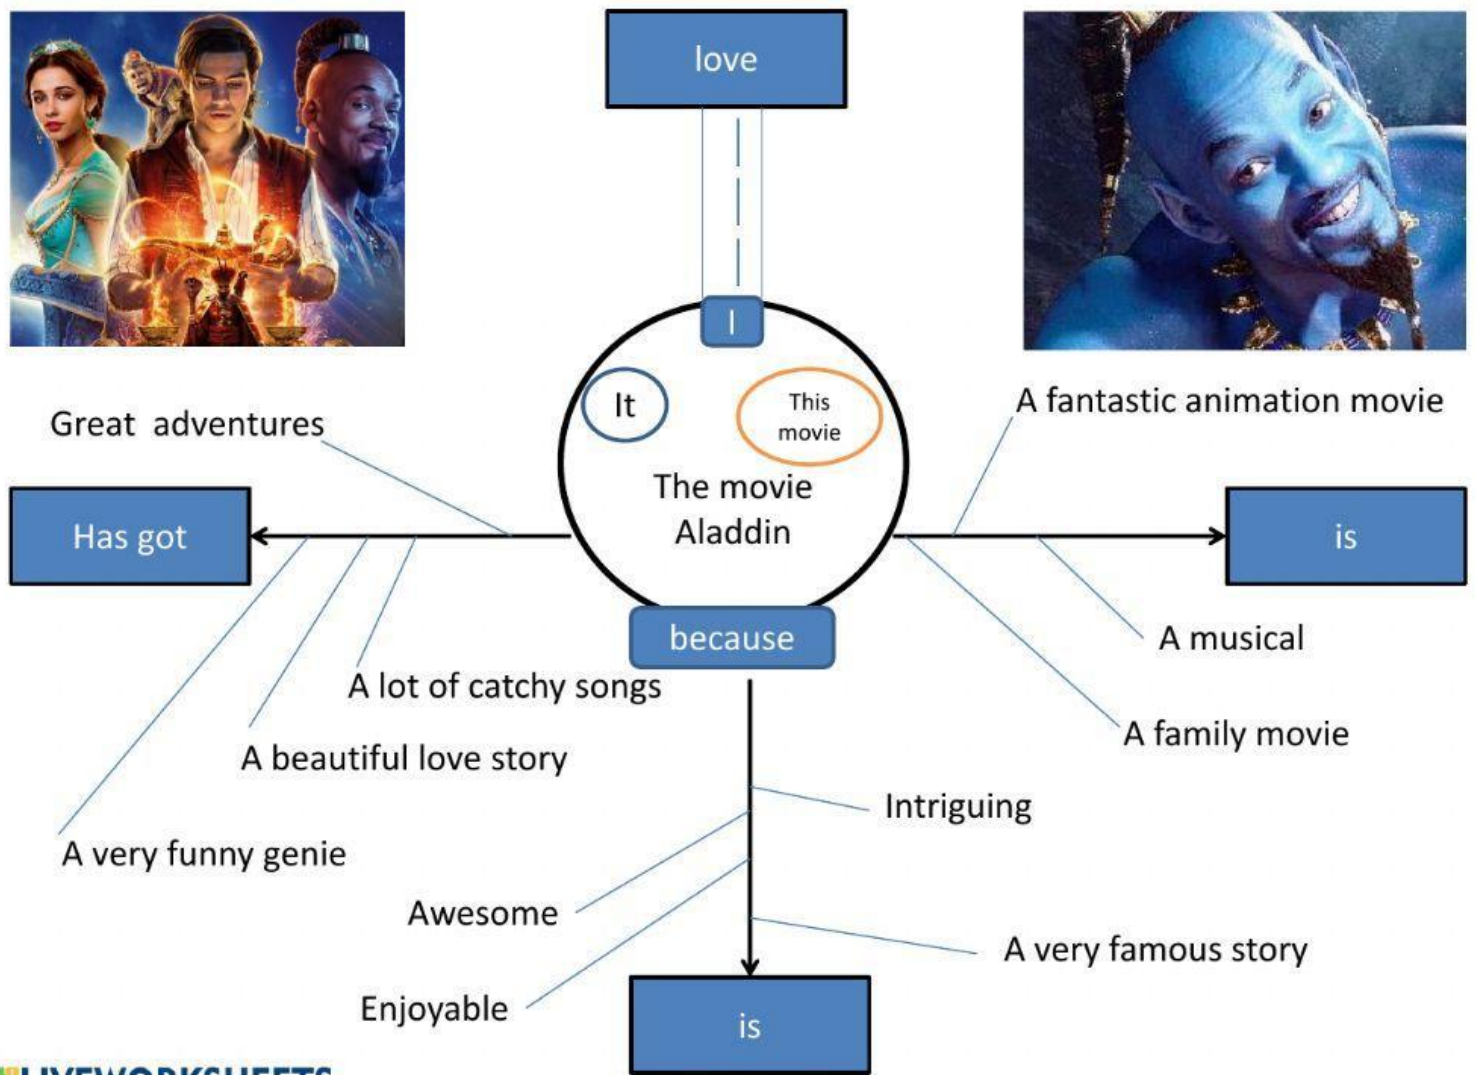 love
I
It
This
movie
The movie
Aladdin
A fantastic animation movie
Great adventures
Has got
is
because
A musical
A lot of catchy songs
A family movie
A beautiful love story
Intriguing
A very funny genie
Awesome
A very famous story
Enjoyable
is
LIVEWORKSHEETS